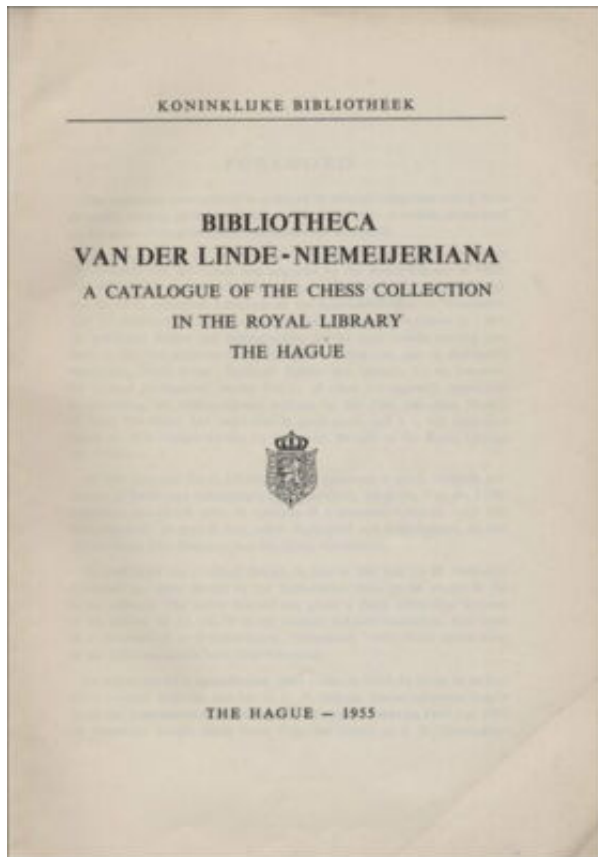 KONINKLIJKE BIBLIOTHEEK
BIBLIOTHECA
VAN DER LINDE-NIEMEIJERIANA
A CATALOGUE OF THE CHESS COLLECTION
IN THE ROYAL LIBRARY
THE HAGUE
THE HAGUE — 1955